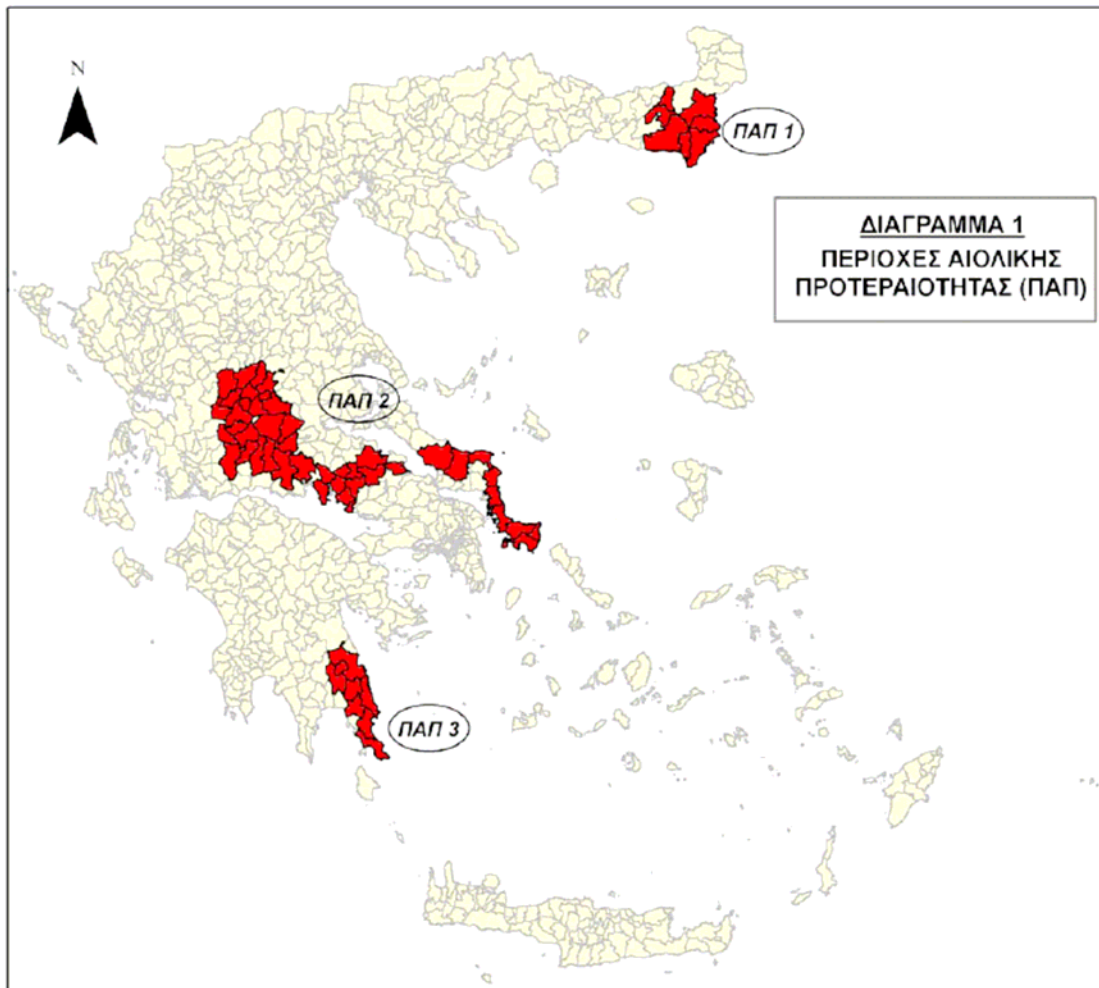 N
ΠΑΠ 1
ΔΙΑΓΡΑΜΜΑ 1
ΠΕΡΙΟΧΕΣ ΑΙΟΛΙΚΗΣ
ΠΡΟΤΕΡΑΙΟΤΗΤΑΣ (ΠΑΠ)
ΠΑΠ 2
ΠΑΠ 3